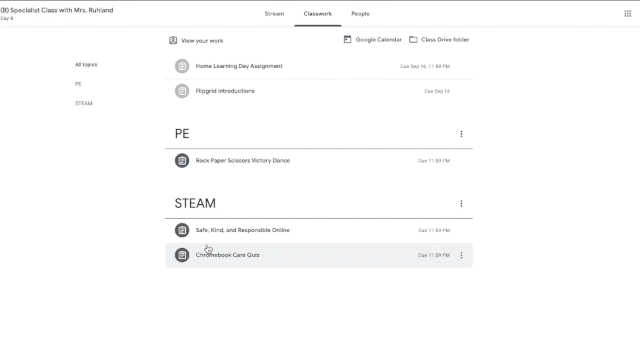 (B) Specialist Class with Mrs. Ruhland
Day B
Stream
Classwork
People
View your work
Google Calendar
Class Drive folder
All topics
PE
STEAM
Home Learning Day Assignment
Due Sep 16, 11:59 PM
Flipgrid introductions
Due Sep 16
PE
Rock Paper Scissors Victory Dance
Due 11:59 PM
STEAM
Safe, Kind, and Responsible Online
Due 11:59 PM
Chromebook Care Quiz
Due 11:59 PM